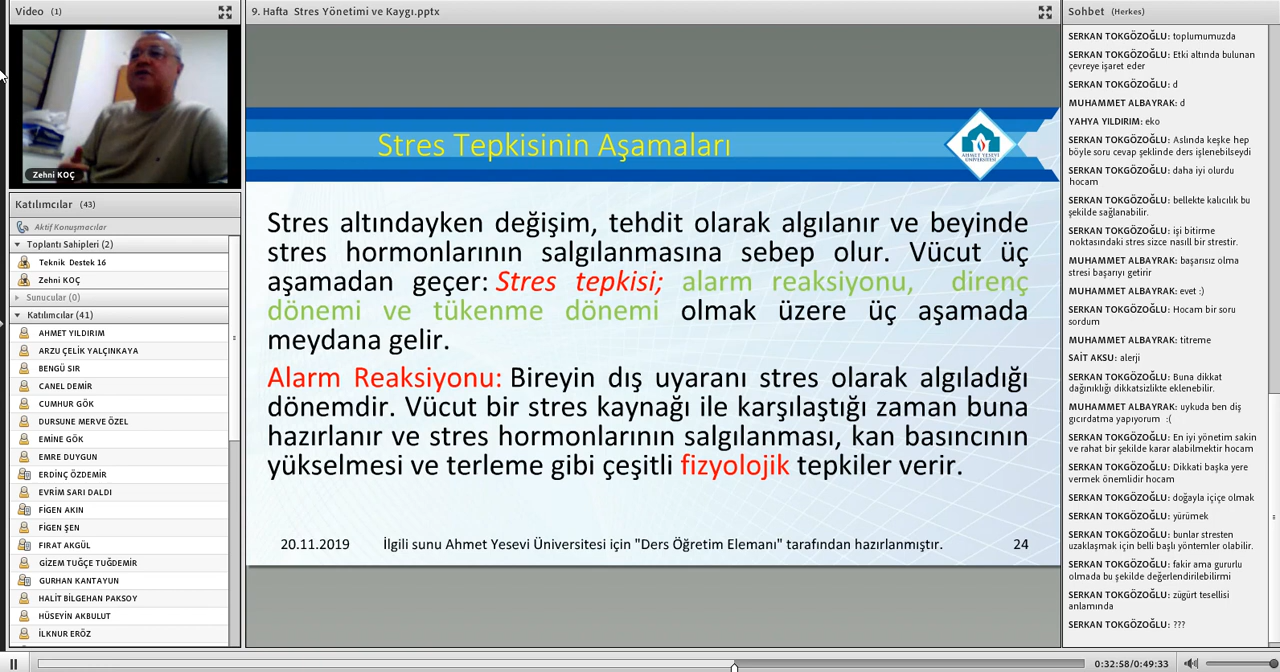 Video (1)
Zehni KOÇ
Katılımcılar (43)
Aktif Konuşmacılar
Toplantı Sahipleri (2)
Teknik Destek 16
Zehni KOÇ
Sunucular (0)
Katılımcılar (41)
AHMET YILDIRIM
ARZU ÇELİK YALÇINKAYA
BENGÜ SIR
CANEL DEMİR
CUMHUR GÖK
DURSUNE MERVE ÖZEL
EMİNE GÖK
EMRE DUYGUN
ERDİNÇ ÖZDEMİR
EVRİM SARI DALDI
FİGEN AKIN
FİGEN ŞEN
FIRAT AKGÜL
GİZEM TUĞÇE TUĞDEMİR
GURHAN KANTAYUN
HALİT BİLGEHAN PAKSOY
HÜSEYİN AKBULUT
İLKNUR ERÖZ
9. Hafta Stres Yönetimi ve Kaygı.pptx
Stres Tepkisinin Aşamaları
AHMET YESEVİ
ÜNİVERSİTESİ
Stres altındayken değişim, tehdit olarak algılanır ve beyinde
stres hormonlarının salgılanmasına sebep olur. Vücut üç
aşamadan geçer: Stres tepkisi; alarm reaksiyonu, direnç
dönemi ve tükenme dönemi olmak üzere üç aşamada
meydana gelir.
Alarm Reaksiyonu: Bireyin dış uyaranı stres olarak algıladığı
dönemdir. Vücut bir stres kaynağı ile karşılaştığı zaman buna
hazırlanır ve stres hormonlarının salgılanması, kan basıncının
yükselmesi ve terleme gibi çeşitli fizyolojik tepkiler verir.
20.11.2019 İlgili sunu Ahmet Yesevi Üniversitesi için "Ders Öğretim Elemanı" tarafından hazırlanmıştır. 24
Sohbet (Herkes)
SERKAN TOKGÖZOĞLU: toplumumuzda
SERKAN TOKGÖZOĞLU: Etki altında bulunan
çevreye işaret eder
SERKAN TOKGÖZOĞLU: d
MUHAMMET ALBAYRAK: d
YAHYA YILDIRIM: eko
SERKAN TOKGÖZOĞLU: Aslında keşke hep
böyle soru cevap şeklinde ders işlenebilseydi
SERKAN TOKGÖZOĞLU: daha iyi olurdu
hocam
SERKAN TOKGÖZOĞLU: bellekte kalıcılık bu
şekilde sağlanabilir.
SERKAN TOKGÖZOĞLU: işi bitirme
noktasındaki stres sizce nasıll bir strestir.
MUHAMMET ALBAYRAK: başarısız olma
stresi başarıyı getirir
MUHAMMET ALBAYRAK: evet :)
SERKAN TOKGÖZOĞLU: Hocam bir soru
sordum
MUHAMMET ALBAYRAK: titreme
SAİT AKSU: alerji
SERKAN TOKGÖZOĞLU: Buna dikkat
dağınıklığı dikkatsizlikte eklenebilir.
MUHAMMET ALBAYRAK: uykuda ben diş
gıcırdatma yapıyorum :(
SERKAN TOKGÖZOĞLU: En iyi yönetim sakin
ve rahat bir şekilde karar alabilmektir hocam
SERKAN TOKGÖZOĞLU: Dikkati başka yere
vermek önemlidir hocam
SERKAN TOKGÖZOĞLU: doğayla içiçe olmak
SERKAN TOKGÖZOĞLU: yürümek
SERKAN TOKGÖZOĞLU: bunlar stresten
uzaklaşmak için belli başlı yöntemler olabilir.
SERKAN TOKGÖZOĞLU: fakir ama gururlu
olmada bu şekilde değerlendirilebilirmi
SERKAN TOKGÖZOĞLU: zügürt tesellisi
anlamında
SERKAN TOKGÖZOĞLU: ???
0:32:58/0:49:33